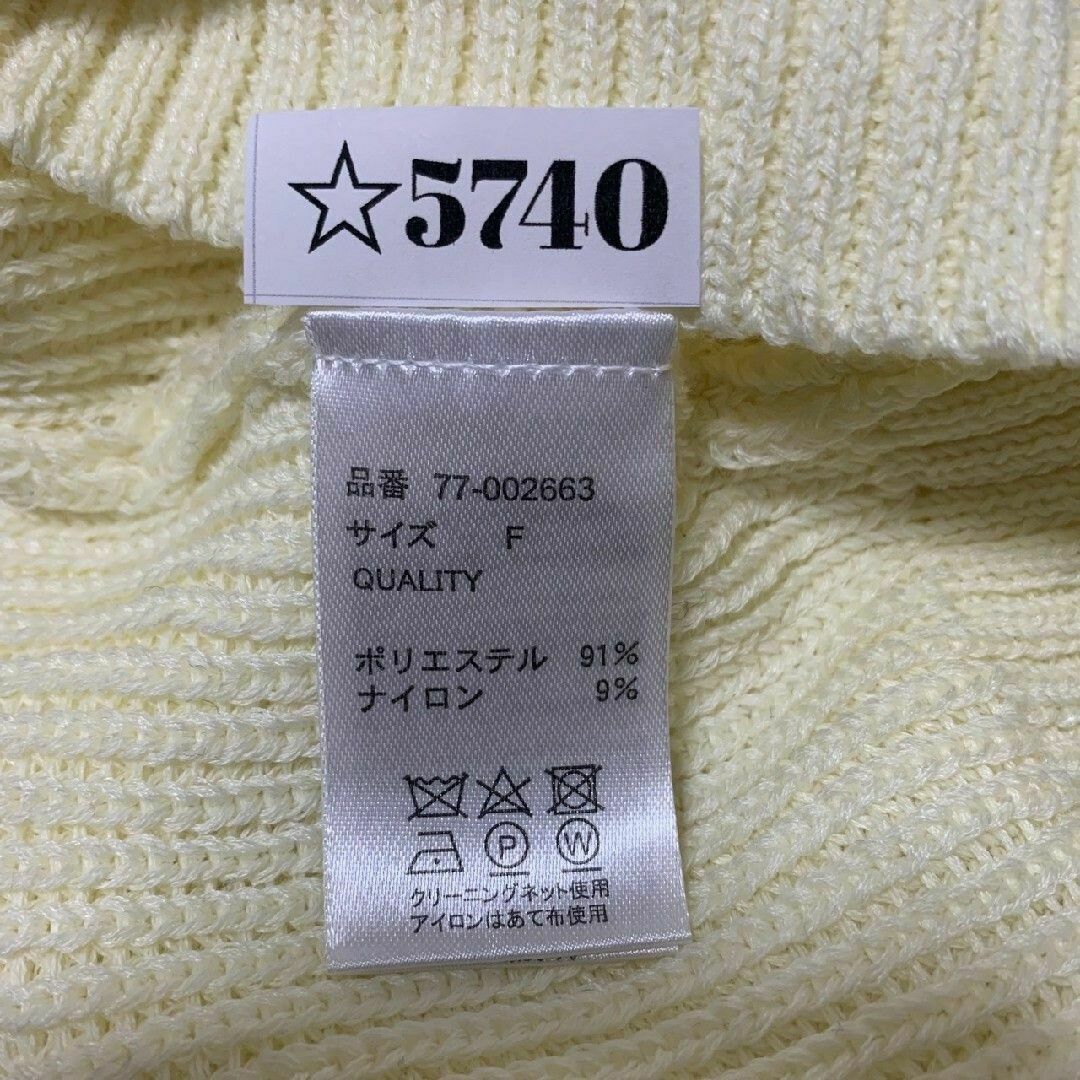 ☆5740
品番 77-002663
サイズ F
QUALITY
ポリエステル 91%
ナイロン 9%
P W
クリーニングネット使用
アイロンはあて布使用